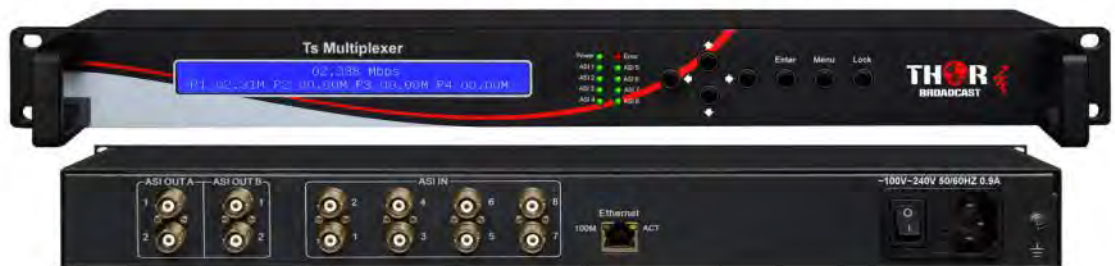 Ts Multiplexer
02.398 Mbps
P1 02.31M P2 00.00M P3 00.00M P4 00.00M
Power Error
ASI 1 ASI 5
ASI 2 ASI 6
ASI 3 ASI 7
ASI 4 ASI 8
Enter Menu Lock
THOR
BROADCAST
ASI OUT A ASI OUT B ASI IN
1 1 2 4 6 8
2 2 1 3 5 7
Ethernet
100M ACT
~100V~240V 50/60HZ 0.9A
O
I